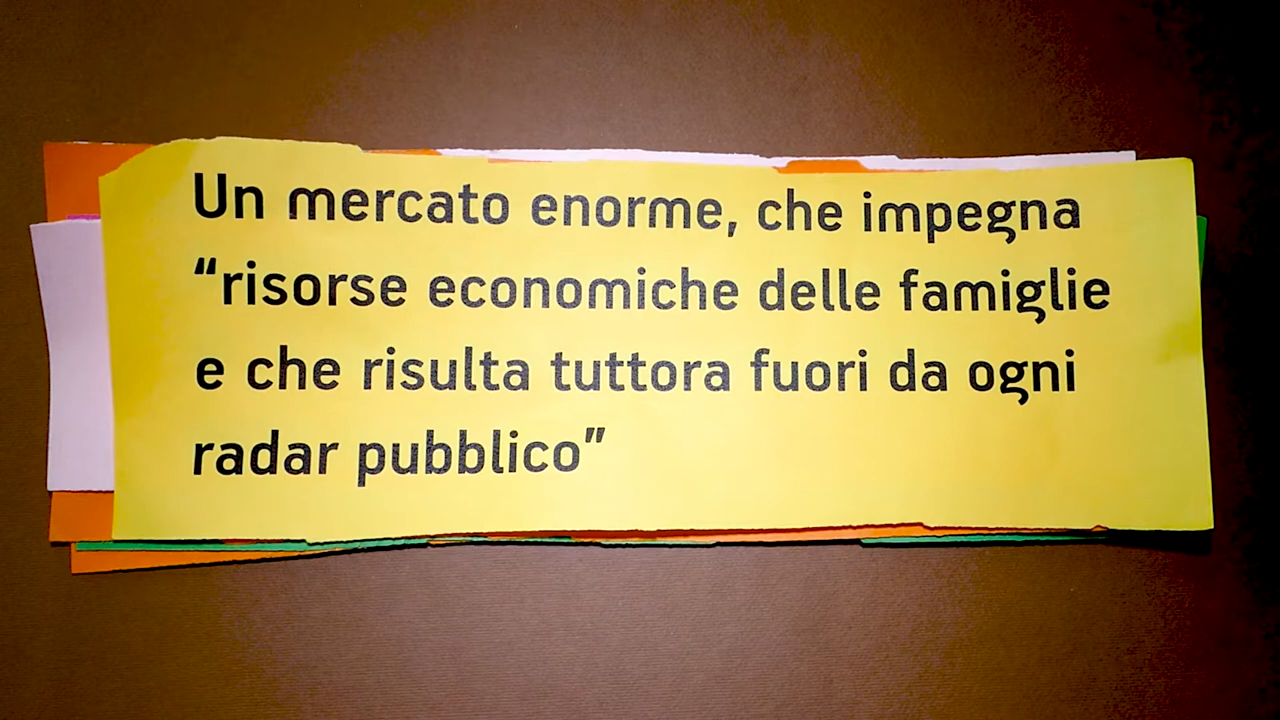 Un mercato enorme, che impegna
“risorse economiche delle famiglie
e che risulta tuttora fuori da ogni
radar pubblico”